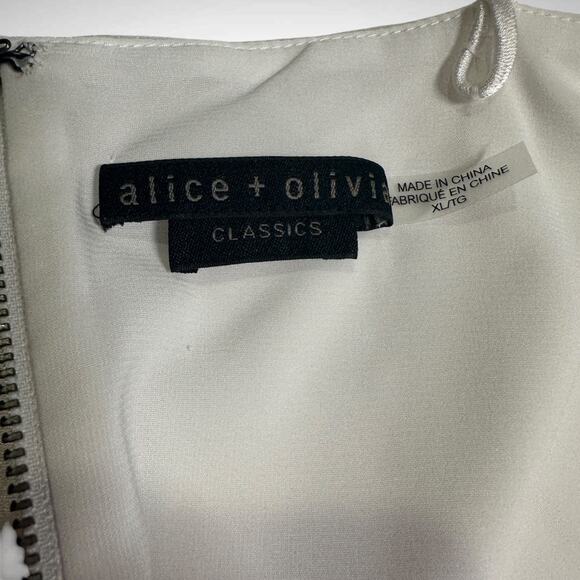 alice + olivia
CLASSICS
MADE IN CHINA
FABRIQUÉ EN CHINE
XL/TG